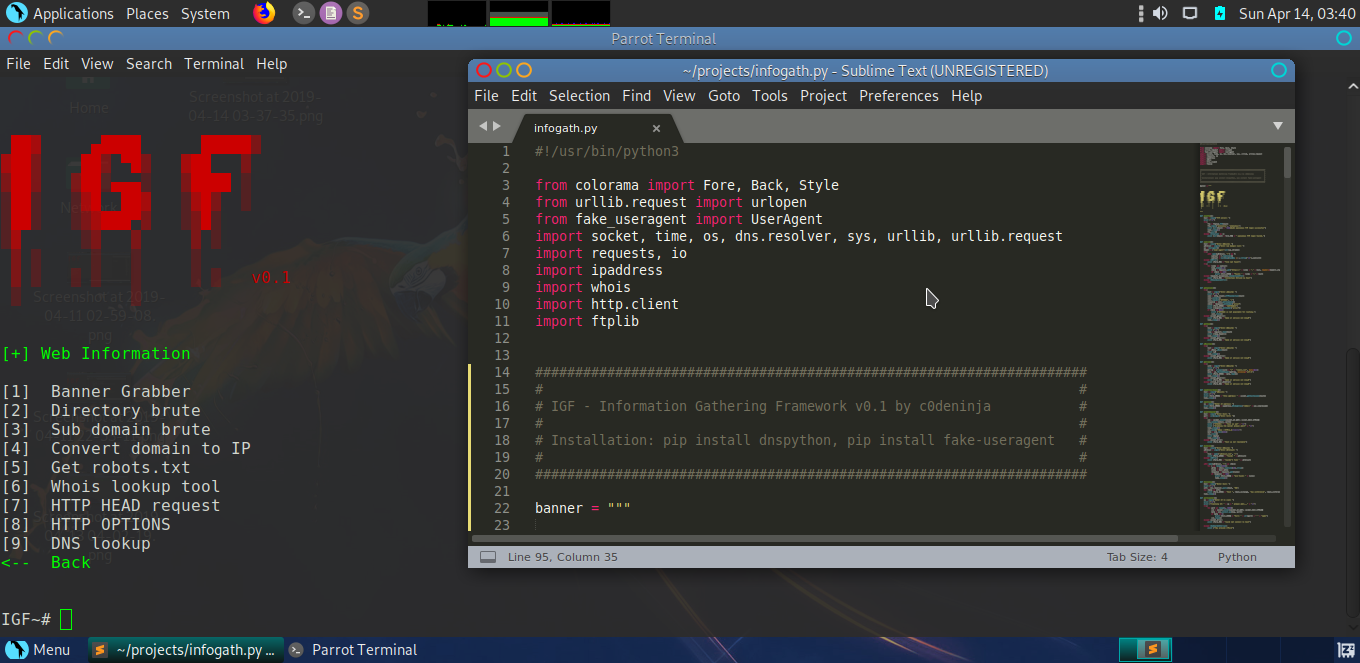 Applications Places System
Sun Apr 14, 03:40
Parrot Terminal
File Edit View Search Terminal Help
Home
Screenshot at 2019-
04-14 03-37-35.png
IGF
v0.1
Screenshot at 2019-
04-11 02-59-08
png
[+] Web Information
[1] Banner Grabber
[2] Directory brute
[3] Sub domain brute
[4] Convert domain to IP
[5] Get robots.txt
[6] Whois lookup tool
[7] HTTP HEAD request
[8] HTTP OPTIONS
[9] DNS lookup
<-- Back
IGF~#
~/projects/infogath.py - Sublime Text (UNREGISTERED)
File Edit Selection Find View Goto Tools Project Preferences Help
infogath.py ×
1 #!/usr/bin/python3
2
3 from colorama import Fore, Back, Style
4 from urllib.request import urlopen
5 from fake_useragent import UserAgent
6 import socket, time, os, dns.resolver, sys, urllib, urllib.request
7 import requests, io
8 import ipaddress
9 import whois
10 import http.client
11 import ftplib
12
13
14 #####################################################################
15 # #
16 # IGF - Information Gathering Framework v0.1 by c0deninja #
17 # #
18 # Installation: pip install dnspython, pip install fake-useragent #
19 # #
20 #####################################################################
21
22 banner = """
23
Line 95, Column 35
Tab Size: 4
Python
Menu
~/projects/infogath.py ...
Parrot Terminal